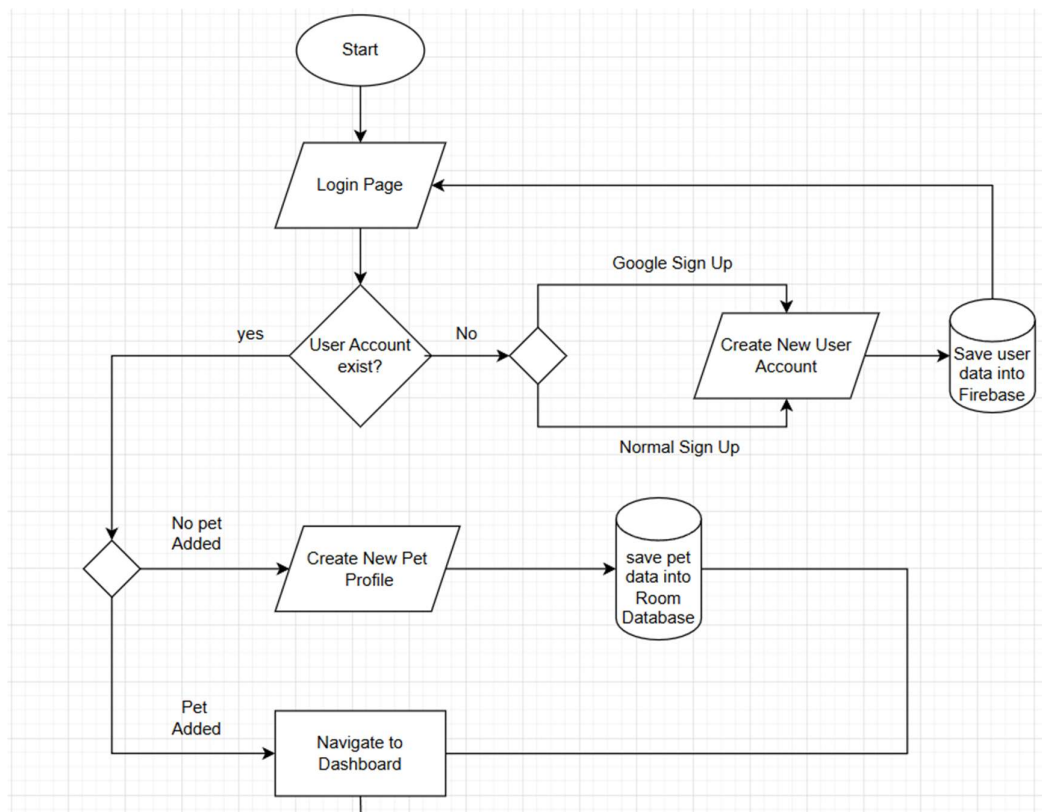 Start
Login Page
Google Sign Up
yes
User Account
exist?
No
Create New User
Account
Save user
data into
Firebase
Normal Sign Up
No pet
Added
Create New Pet
Profile
save pet
data into
Room
Database
Pet
Added
Navigate to
Dashboard